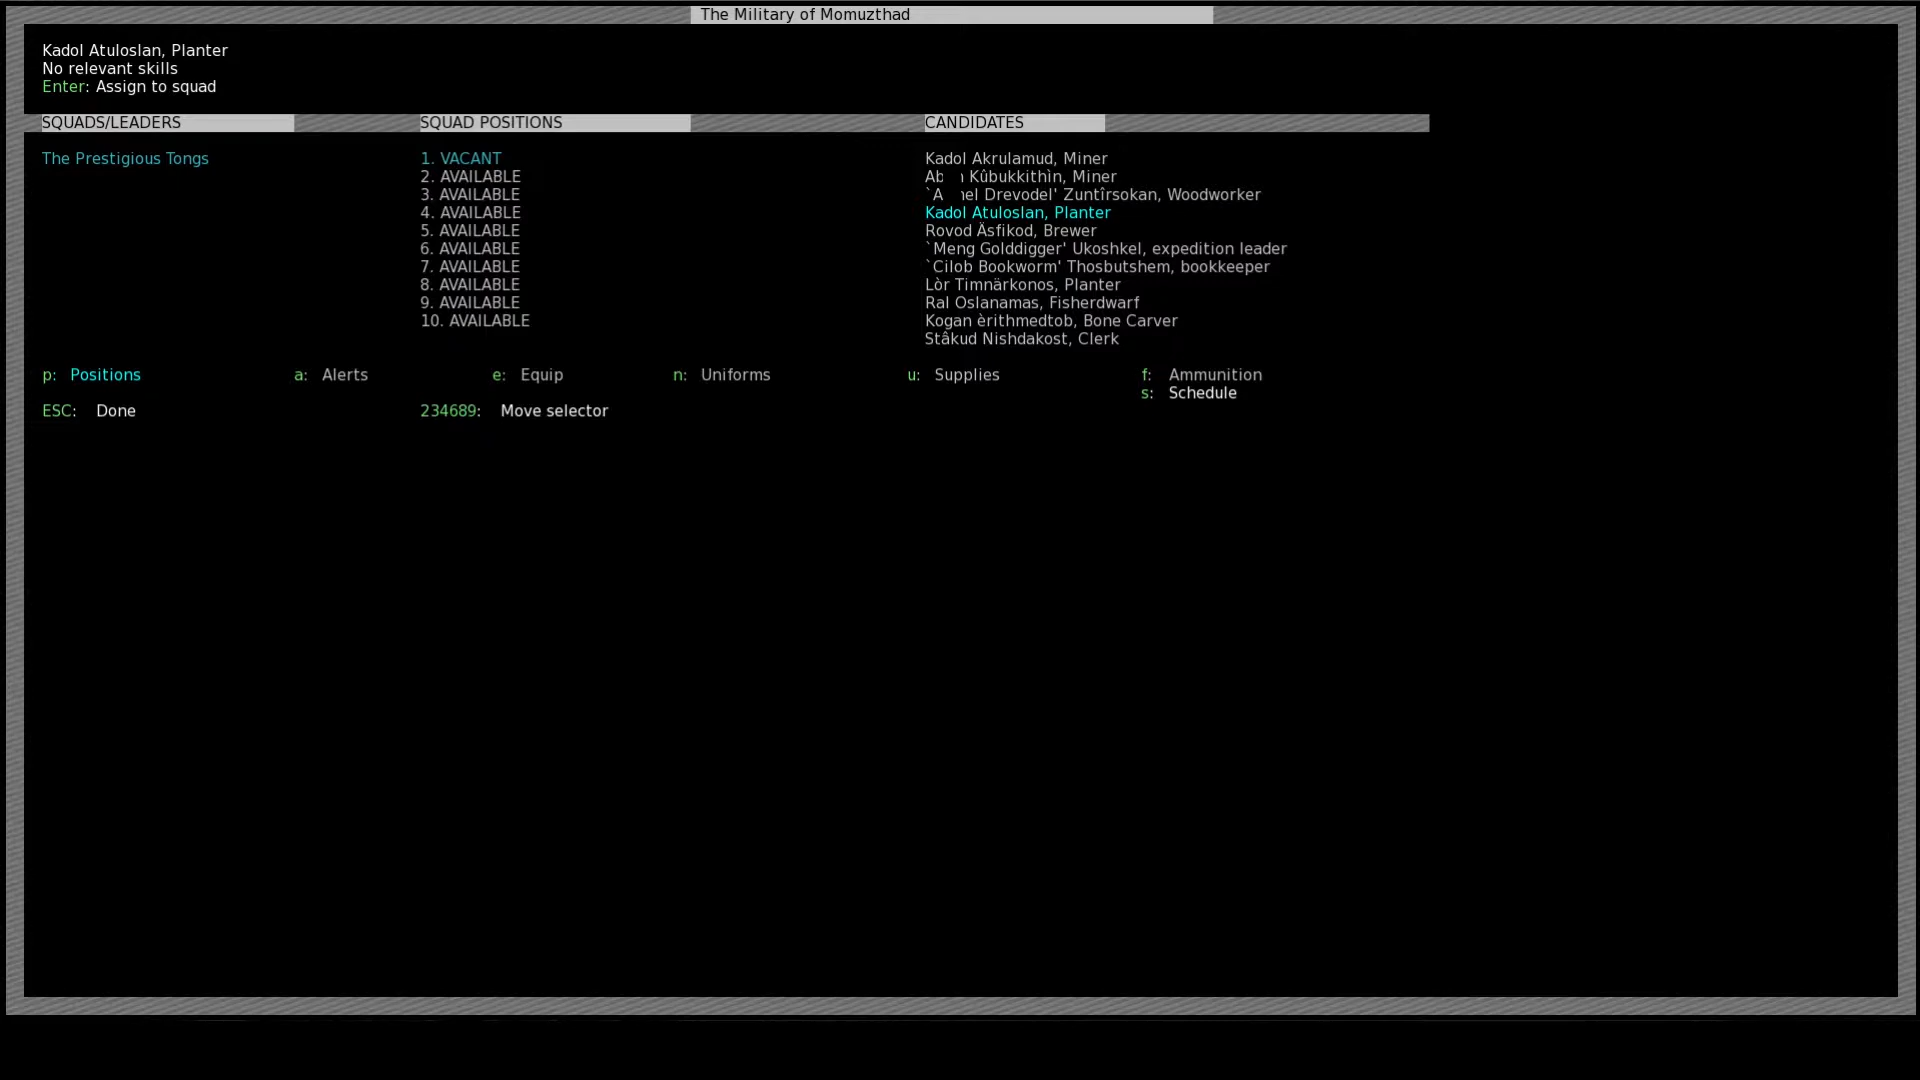 The Military of Momuzthad
Kadol Atuloslan, Planter
No relevant skills
Enter: Assign to squad
SQUADS/LEADERS SQUAD POSITIONS CANDIDATES
The Prestigious Tongs 1. VACANT Kadol Akrulamud, Miner
2. AVAILABLE Kûbukkithìn, Miner
3. AVAILABLE Drevodel' Zuntîrsokan, Woodworker
4. AVAILABLE Kadol Atuloslan, Planter
5. AVAILABLE Rovod Äsfikod, Brewer
6. AVAILABLE `Meng Golddigger' Ukoshkel, expedition leader
7. AVAILABLE `Cilob Bookworm' Thosbutshem, bookkeeper
8. AVAILABLE Lòr Timnärkonos, Planter
9. AVAILABLE Ral Oslanamas, Fisherdwarf
10. AVAILABLE Kogan èrithmedtob, Bone Carver
Stâkud Nishdakost, Clerk
p: Positions a: Alerts e: Equip n: Uniforms u: Supplies f: Ammunition
s: Schedule
ESC: Done 234689: Move selector